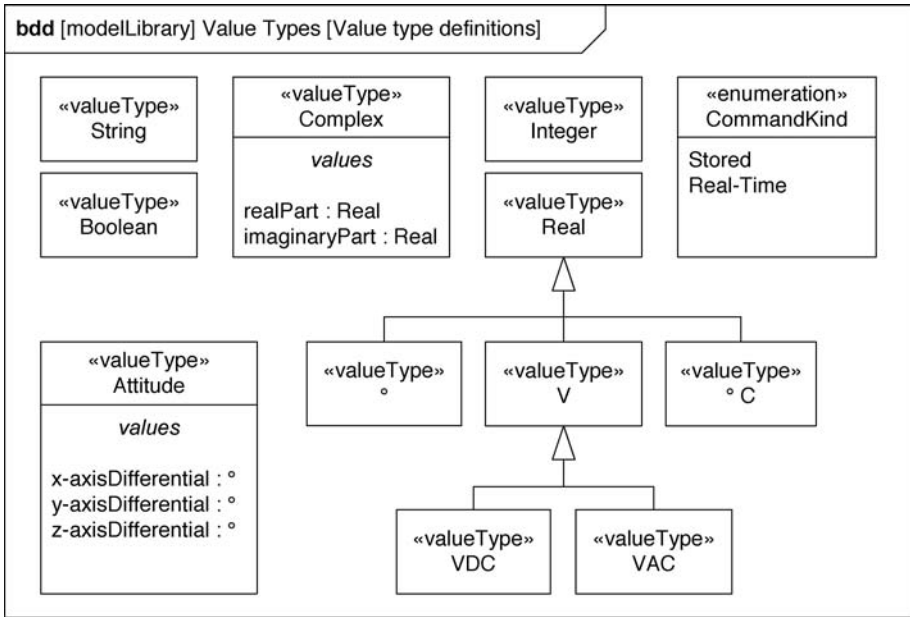 bdd [modelLibrary] Value Types [Value type definitions]
«valueType»
String
«valueType»
Complex
values
realPart : Real
imaginaryPart : Real
«valueType»
Integer
«enumeration»
CommandKind
Stored
Real-Time
«valueType»
Boolean
«valueType»
Real
«valueType»
Attitude
values
x-axisDifferential : °
y-axisDifferential : °
z-axisDifferential : °
«valueType»
°
«valueType»
V
«valueType»
° C
«valueType»
VDC
«valueType»
VAC